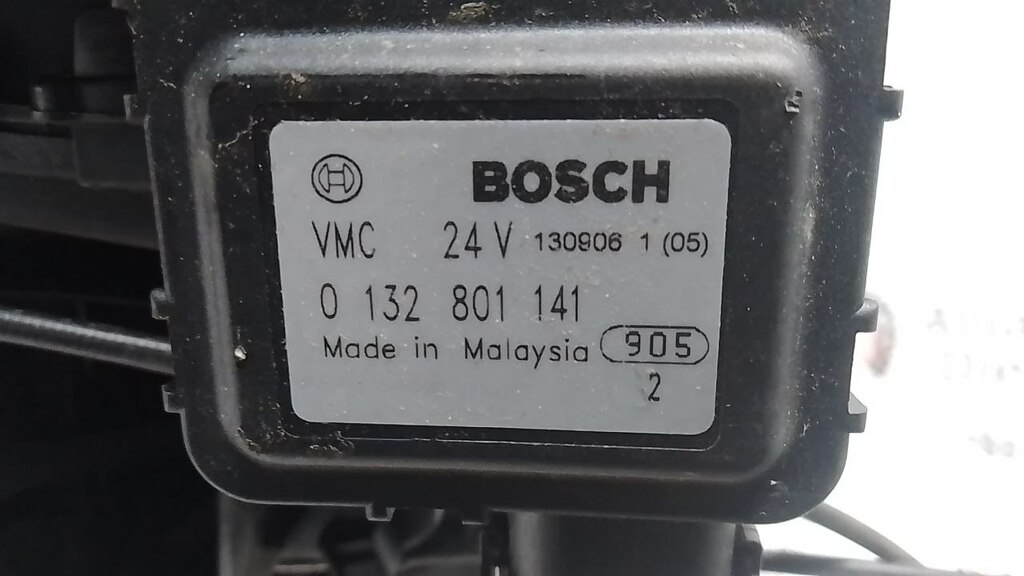 BOSCH
VMC 24 V 130906 1 (05)
0 132 801 141
Made in Malaysia 905
2